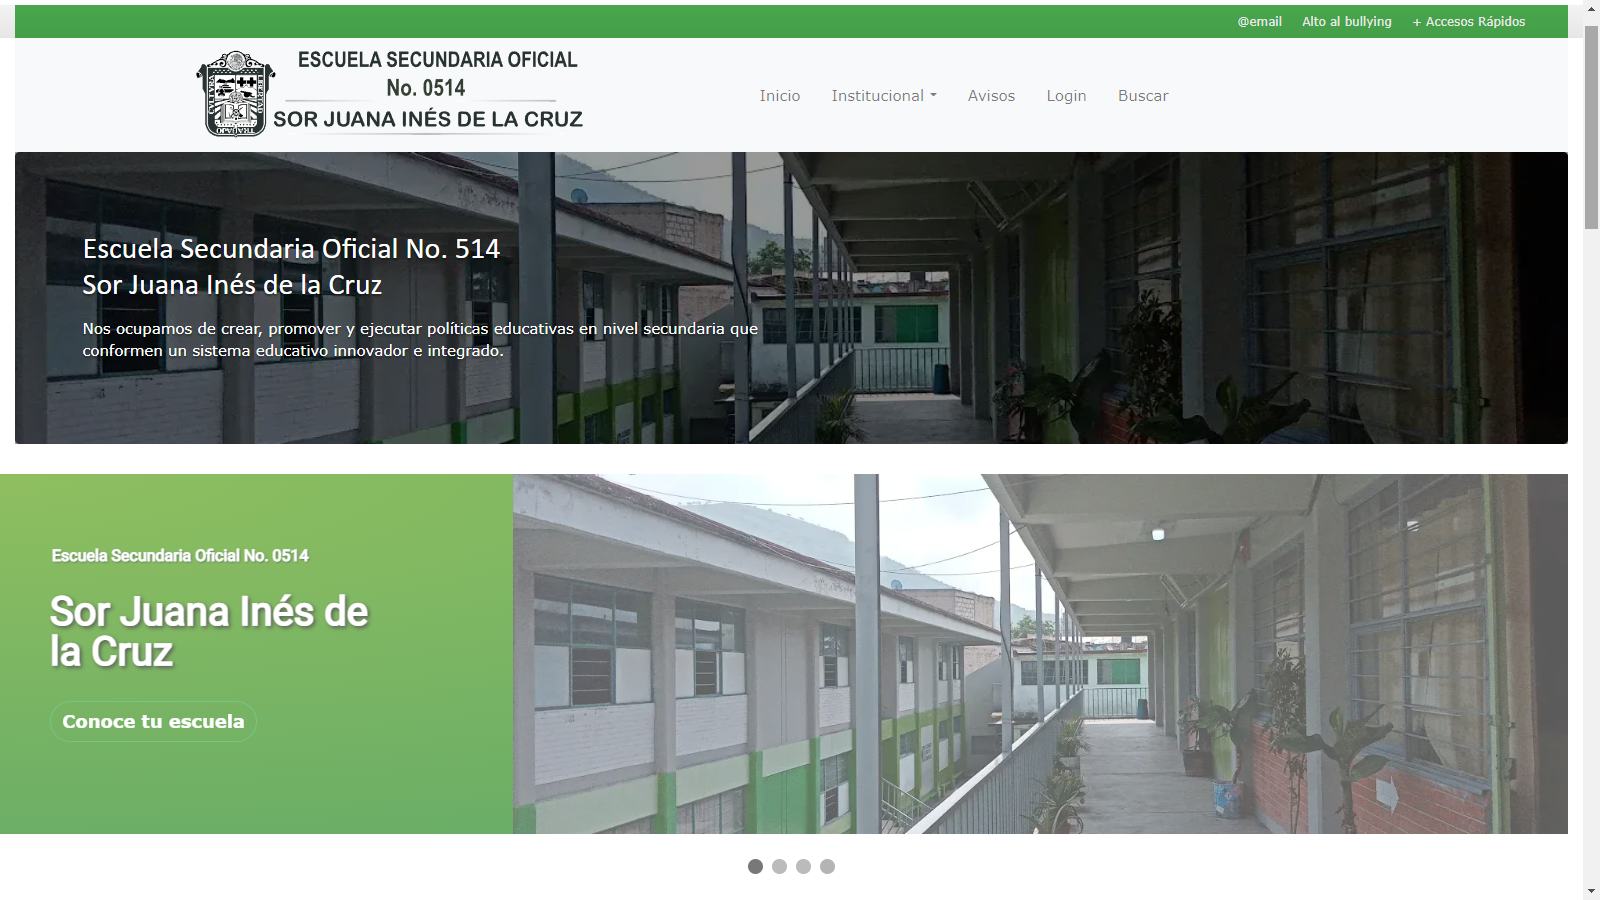 @email Alto al bullying + Accesos Rápidos
ESCUELA SECUNDARIA OFICIAL
No. 0514
SOR JUANA INÉS DE LA CRUZ
Inicio Institucional Avisos Login Buscar
Escuela Secundaria Oficial No. 514
Sor Juana Inés de la Cruz
Nos ocupamos de crear, promover y ejecutar políticas educativas en nivel secundaria que
conformen un sistema educativo innovador e integrado.
Escuela Secundaria Oficial No. 0514
Sor Juana Inés de
la Cruz
Conoce tu escuela